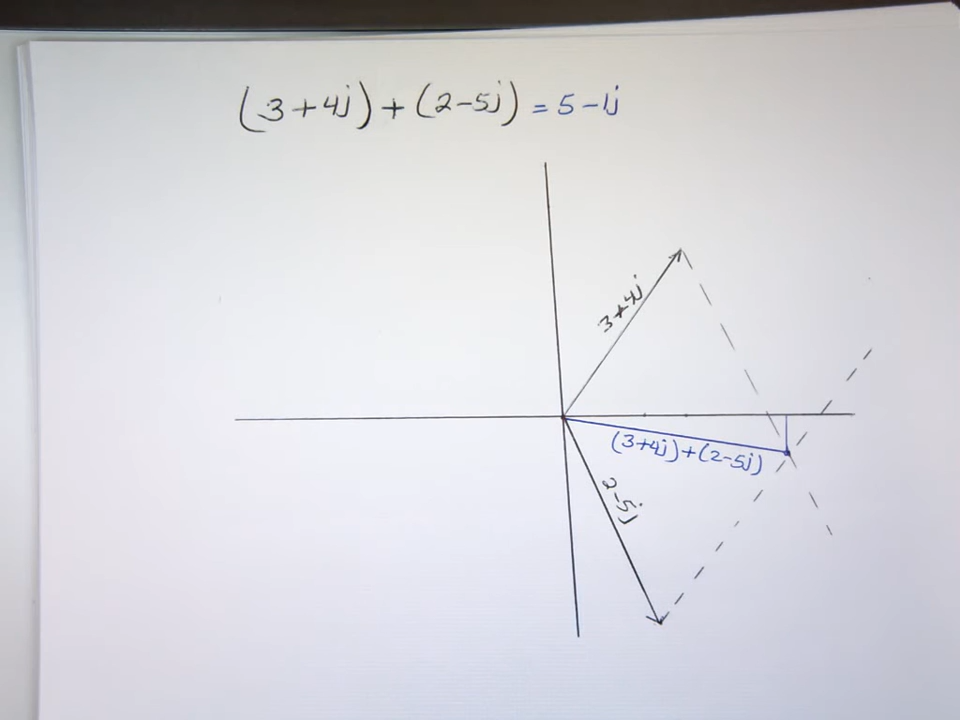 (3+4j)+(2-5j) = 5-1j
3+4j
(3+4j)+(2-5j)
2-5j